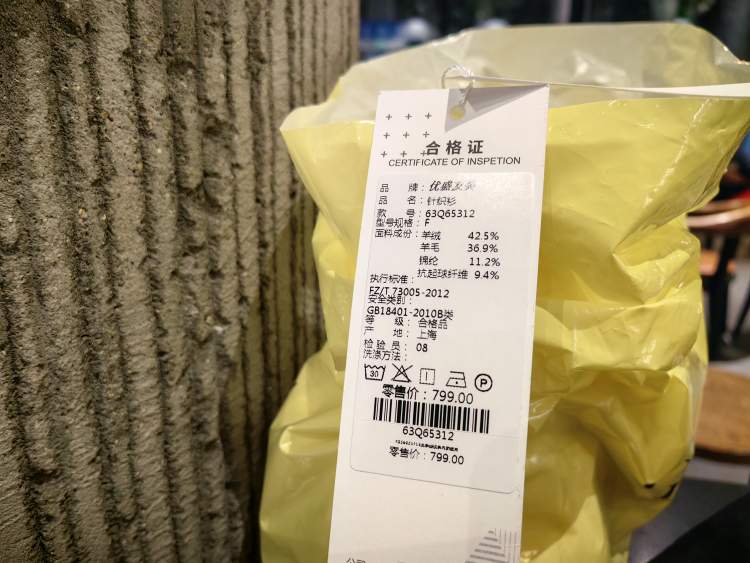 合格证
CERTIFICATE OF INSPETION
品 牌：优盛
品 名：针织衫
款 号：63Q65312
型号规格：F
面料成份：羊绒 42.5%
羊毛 36.9%
锦纶 11.2%
抗起球纤维 9.4%
执行标准：
FZ/T 73005-2012
安全类别：
GB18401-2010B类
等 级：合格品
产 地：上海
检 验 员：08
洗涤方法：
30 P
零售价：799.00
63Q65312
零售价：799.00